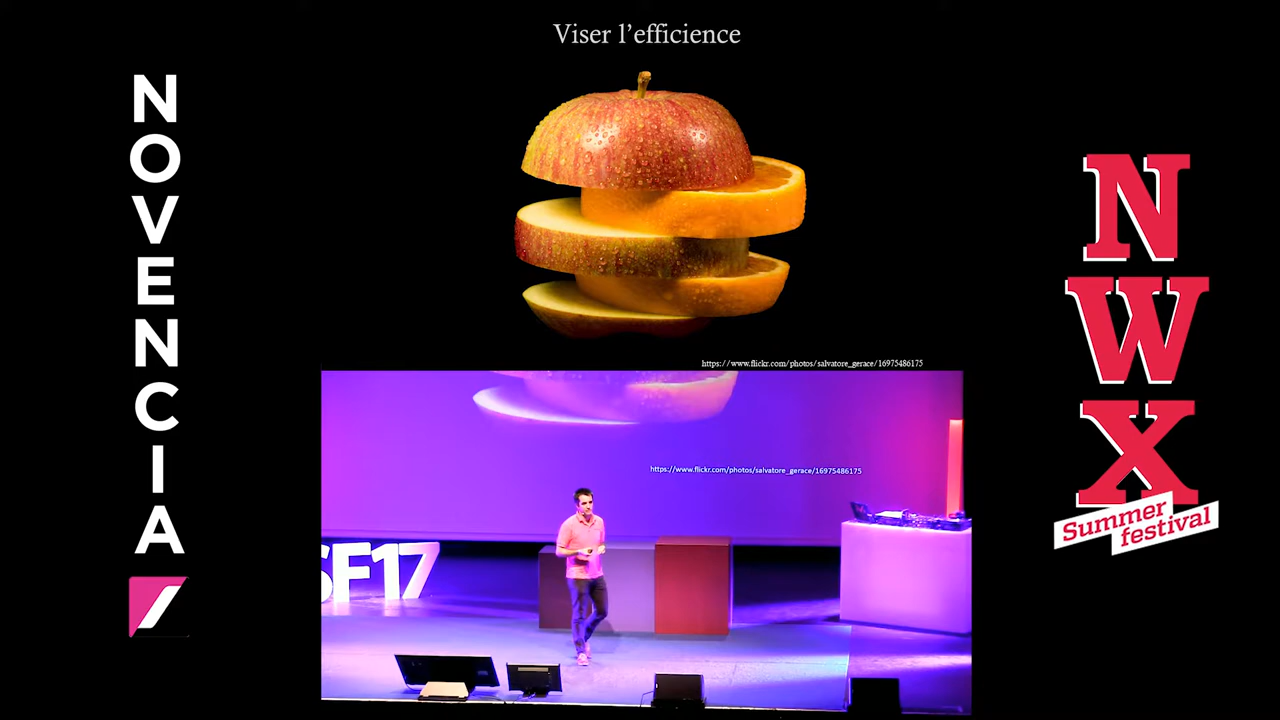 Viser l’efficience
NOVENCIA
https://www.flickr.com/photos/salvatore_gerace/16975486175
NWX
Summer
festival
https://www.flickr.com/photos/salvatore_gerace/16975486175
SF17